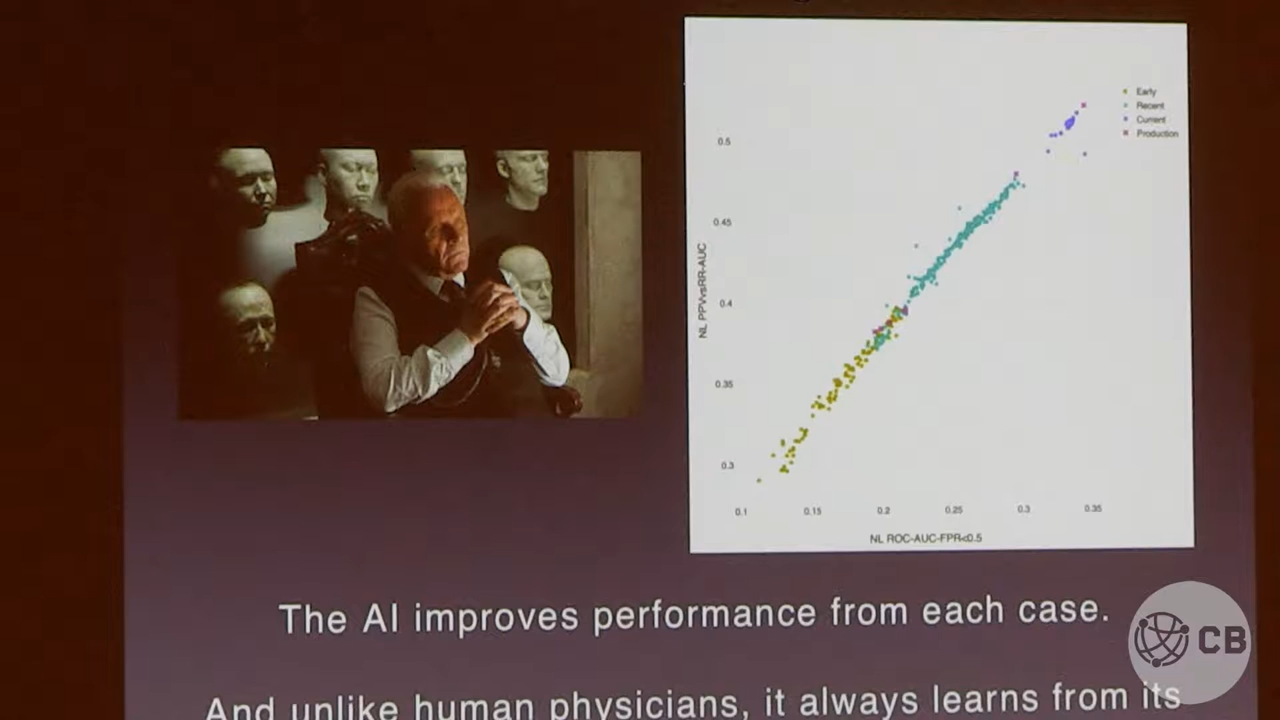 Early
Recent
Current
Production
0.5
0.45
0.4
0.35
0.3
NL PPVvsRR-AUC
0.1 0.15 0.2 0.25 0.3 0.35
NL ROC-AUC-FPR<0.5
The AI improves performance from each case.
And unlike human physicians, it always learns from its
CB